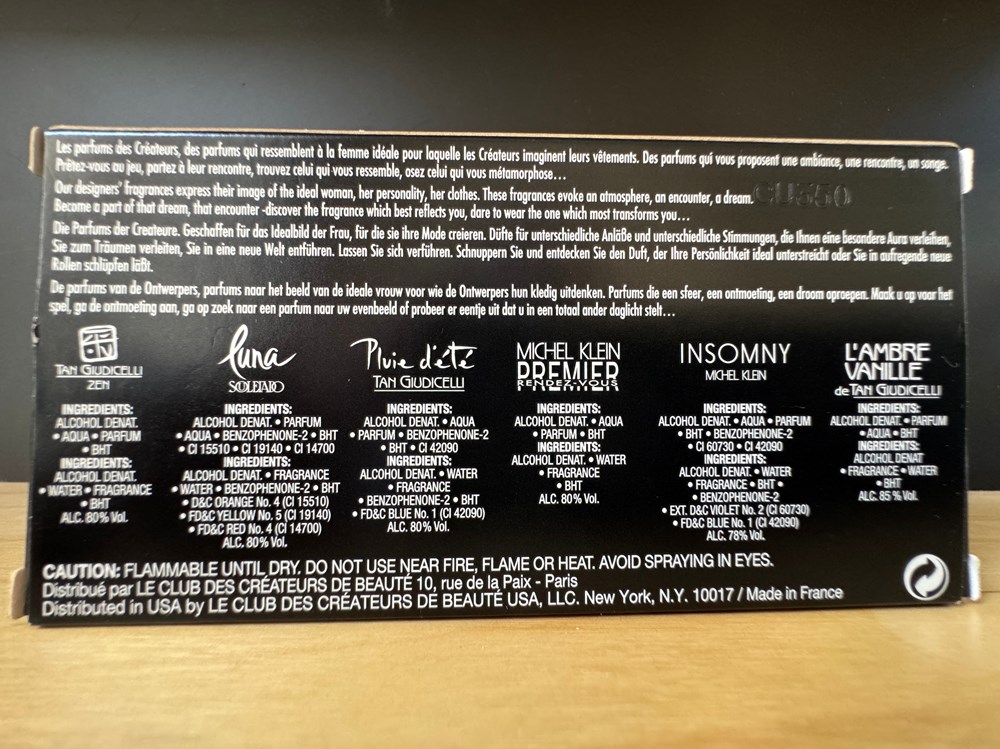 Les parfums des Créateurs, des parfums qui ressemblent à la femme idéale pour laquelle les Créateurs imaginent leurs vêtements. Des parfums qui vous proposent une ambiance, une rencontre, un songe.
Prêtez-vous au jeu, partez à leur rencontre, trouvez celui qui vous ressemble, osez celui qui vous métamorphose...
Our designers' fragrances express their image of the ideal woman, her personality, her clothes. These fragrances evoke an atmosphere, an encounter, a dream.
Become a part of that dream, that encounter -discover the fragrance which best reflects you, dare to wear the one which most transforms you...
Die Parfums der Createure. Geschaffen für das Idealbild der Frau, für die sie ihre Mode creieren. Düfte für unterschiedliche Anläße und unterschiedliche Stimmungen, die Ihnen eine besondere Aura verleihen,
Sie zum Träumen verleiten, Sie in eine neue Welt entführen. Lassen Sie sich verführen. Schnuppern Sie und entdecken Sie den Duft, der Ihre Persönlichkeit ideal unterstreicht oder Sie in aufregende neue
Rollen schlüpfen läßt.
De parfums van de Ontwerpers, parfums naar het beeld van de ideale vrouw voor wie de Ontwerpers hun kledig uitdenken. Parfums die een sfeer, een ontmoeting, een droom oproepen. Maak u op voor het
spel, ga de ontmoeting aan, ga op zoek naar een parfum naar uw evenbeeld of probeer er eentje uit dat u in een totaal ander daglicht stelt...
TAN GIUDICELLI
ZEN
INGREDIENTS:
ALCOHOL DENAT.
• AQUA • PARFUM
• BHT
INGREDIENTS:
ALCOHOL DENAT.
• WATER • FRAGRANCE
• BHT
ALC. 80% Vol.
luna
SOLEIADO
INGREDIENTS:
ALCOHOL DENAT. • PARFUM
• AQUA • BENZOPHENONE-2 • BHT
• CI 15510 • CI 19140 • CI 14700
INGREDIENTS:
ALCOHOL DENAT. • FRAGRANCE
• WATER • BENZOPHENONE-2 • BHT
• D&C ORANGE No. 4 (CI 15510)
• FD&C YELLOW No. 5 (CI 19140)
• FD&C RED No. 4 (CI 14700)
ALC. 80% Vol.
Pluie d'été
TAN GIUDICELLI
INGREDIENTS:
ALCOHOL DENAT. • AQUA
• PARFUM • BENZOPHENONE-2
• BHT • CI 42090
INGREDIENTS:
ALCOHOL DENAT. • WATER
• FRAGRANCE
• BENZOPHENONE-2 • BHT
• FD&C BLUE No. 1 (CI 42090)
ALC. 80% Vol.
MICHEL KLEIN
PREMIER
RENDEZ-VOUS
INGREDIENTS:
ALCOHOL DENAT. • AQUA
• PARFUM • BHT
INGREDIENTS:
ALCOHOL DENAT. • WATER
• FRAGRANCE
• BHT
ALC. 80% Vol.
INSOMNY
MICHEL KLEIN
INGREDIENTS:
ALCOHOL DENAT. • AQUA • PARFUM
• BHT • BENZOPHENONE-2
• CI 60730 • CI 42090
INGREDIENTS:
ALCOHOL DENAT. • WATER
• FRAGRANCE • BHT •
• BENZOPHENONE-2
• EXT. D&C VIOLET No. 2 (CI 60730)
• FD&C BLUE No. 1 (CI 42090)
ALC. 78% Vol.
L'AMBRE
VANILLE
de TAN GIUDICELLI
INGREDIENTS:
ALCOHOL DENAT. • PARFUM
• AQUA • BHT
INGREDIENTS:
ALCOHOL DENAT
• FRAGRANCE • WATER
• BHT
ALC. 85 % Vol.
CAUTION: FLAMMABLE UNTIL DRY. DO NOT USE NEAR FIRE, FLAME OR HEAT. AVOID SPRAYING IN EYES.
Distribué par LE CLUB DES CRÉATEURS DE BEAUTÉ 10, rue de la Paix - Paris
Distributed in USA by LE CLUB DES CRÉATEURS DE BEAUTÉ USA, LLC. New York, N.Y. 10017 / Made in France